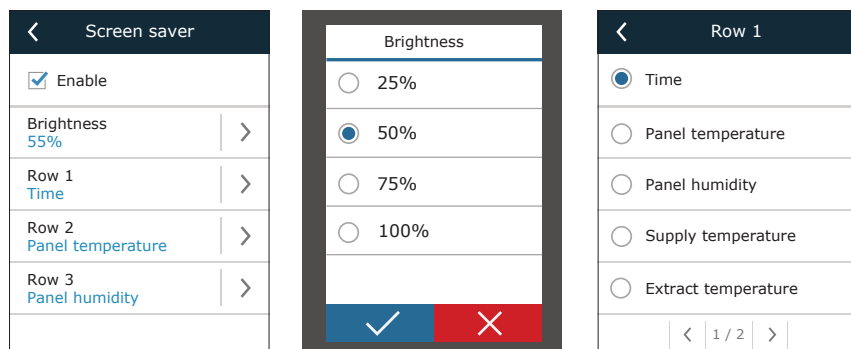 Screen saver
Enable
Brightness
55%
Row 1
Time
Row 2
Panel temperature
Row 3
Panel humidity
Brightness
25%
50%
75%
100%
Row 1
Time
Panel temperature
Panel humidity
Supply temperature
Extract temperature
1 / 2